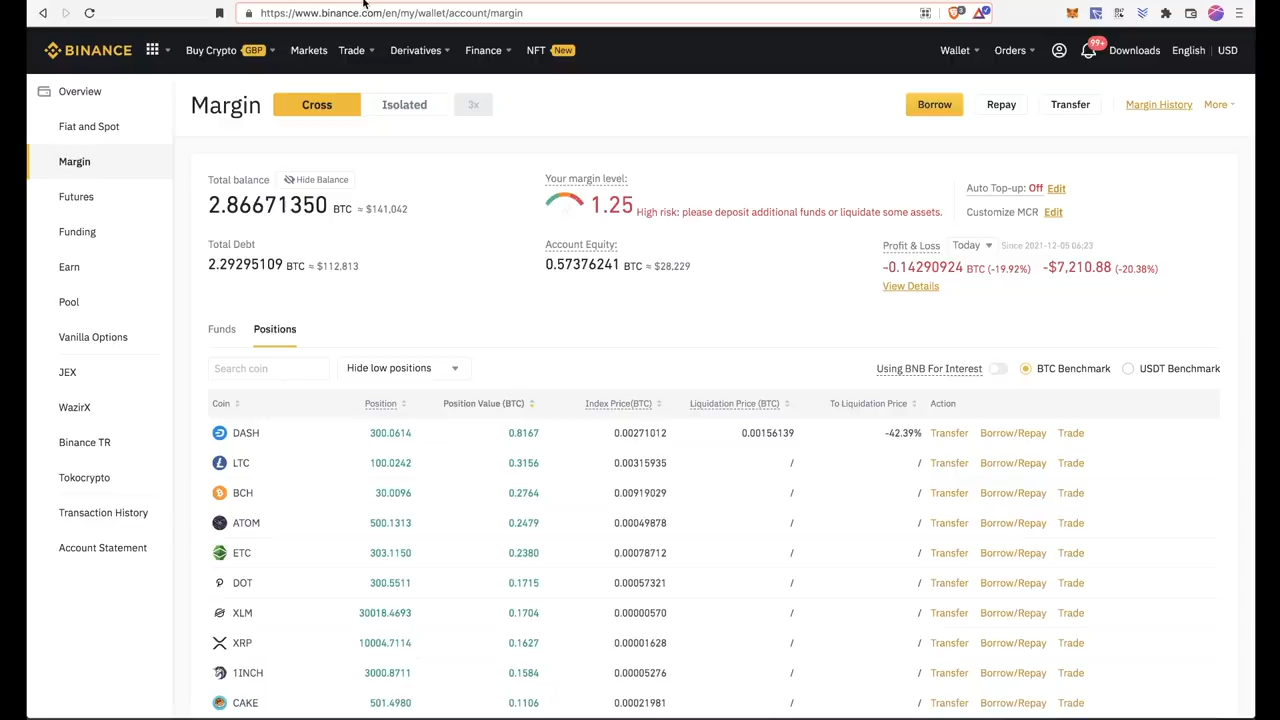 https://www.binance.com/en/my/wallet/account/margin
BINANCE Buy Crypto GBP Markets Trade Derivatives Finance NFT New Wallet Orders 99+ Downloads English USD
Overview
Fiat and Spot
Margin
Futures
Funding
Earn
Pool
Vanilla Options
JEX
WazirX
Binance TR
Tokocrypto
Transaction History
Account Statement
Margin Cross Isolated 3x Borrow Repay Transfer Margin History More
Total balance Hide Balance
2.86671350 BTC ≈ $141,042
Your margin level:
1.25 High risk: please deposit additional funds or liquidate some assets.
Auto Top-up: Off Edit
Customize MCR Edit
Total Debt
2.29295109 BTC ≈ $112,813
Account Equity:
0.57376241 BTC ≈ $28,229
Profit & Loss Today Since 2021-12-05 06:23
-0.14290924 BTC (-19.92%) -$7,210.88 (-20.38%)
View Details
Funds Positions
Search coin Hide low positions Using BNB For Interest BTC Benchmark USDT Benchmark
Coin Position Position Value (BTC) Index Price(BTC) Liquidation Price (BTC) To Liquidation Price Action
DASH 300.0614 0.8167 0.00271012 0.00156139 -42.39% Transfer Borrow/Repay Trade
LTC 100.0242 0.3156 0.00315935 / / Transfer Borrow/Repay Trade
BCH 30.0096 0.2764 0.00919029 / / Transfer Borrow/Repay Trade
ATOM 500.1313 0.2479 0.00049878 / / Transfer Borrow/Repay Trade
ETC 303.1150 0.2380 0.00078712 / / Transfer Borrow/Repay Trade
DOT 300.5511 0.1715 0.00057321 / / Transfer Borrow/Repay Trade
XLM 30018.4693 0.1704 0.00000570 / / Transfer Borrow/Repay Trade
XRP 10004.7114 0.1627 0.00001628 / / Transfer Borrow/Repay Trade
1INCH 3000.8711 0.1584 0.00005276 / / Transfer Borrow/Repay Trade
CAKE 501.4980 0.1106 0.00021981 / / Transfer Borrow/Repay Trade